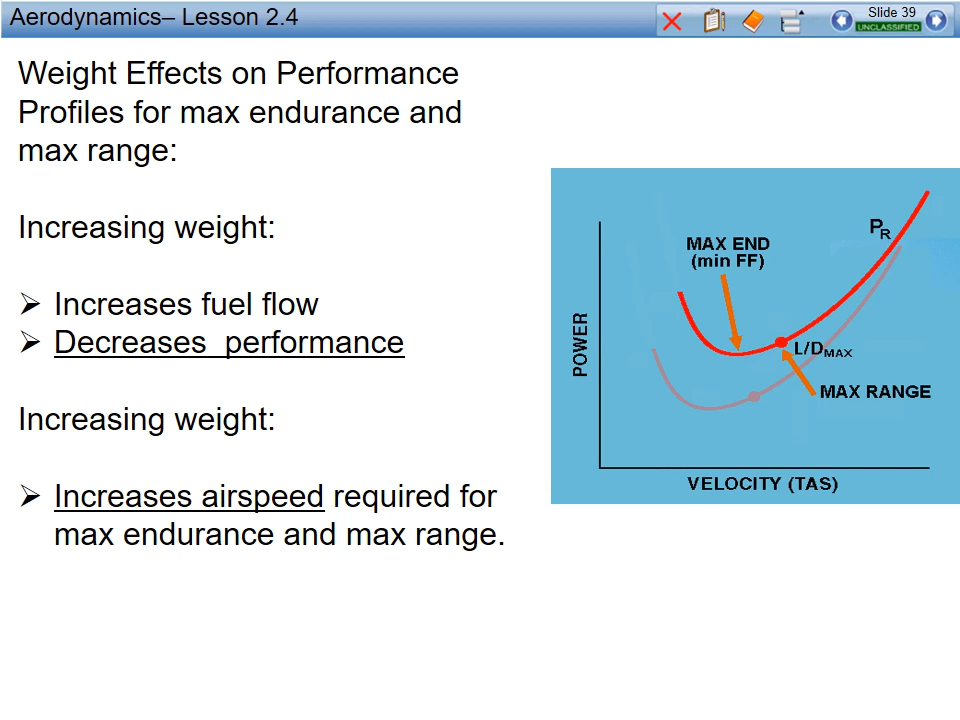 Aerodynamics– Lesson 2.4
Slide 39
UNCLASSIFIED
Weight Effects on Performance
Profiles for max endurance and
max range:
Increasing weight:
➢ Increases fuel flow
➢ Decreases  performance
Increasing weight:
➢ Increases airspeed required for
max endurance and max range.
PR
MAX END
(min FF)
POWER
L/DMAX
MAX RANGE
VELOCITY (TAS)